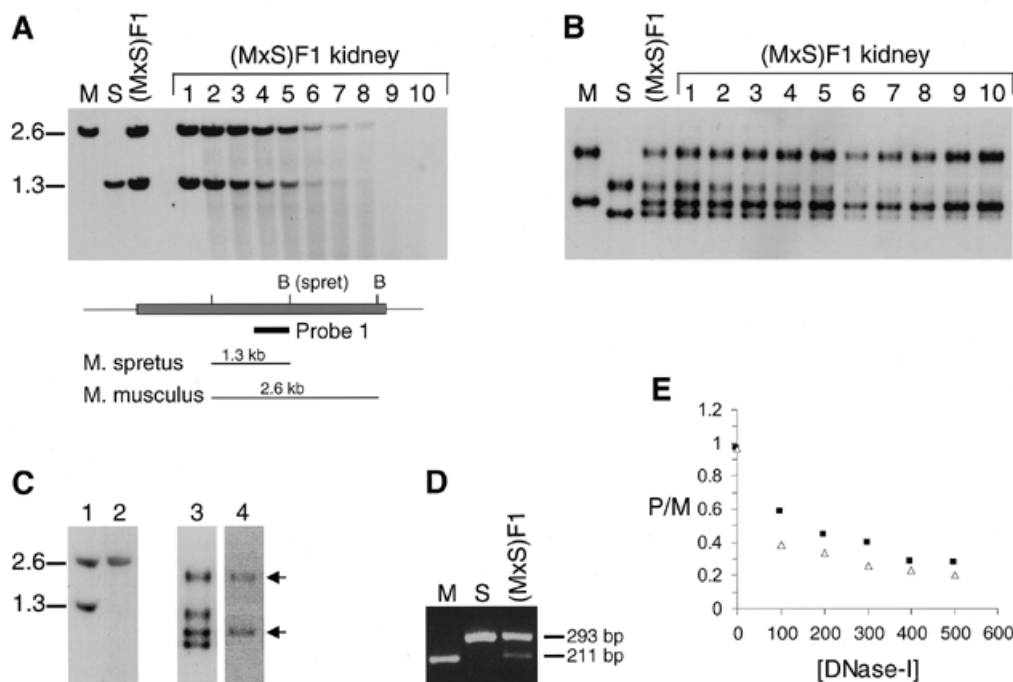 A
M S (MxS)F1
(MxS)F1 kidney
1 2 3 4 5 6 7 8 9 10
2.6
1.3
B (spret) B
Probe 1
M. spretus 1.3 kb
M. musculus 2.6 kb
B
M S (MxS)F1
(MxS)F1 kidney
1 2 3 4 5 6 7 8 9 10
C
1 2 3 4
2.6
1.3
D
M S (MxS)F1
293 bp
211 bp
E
1.2
1
0.8
P/M 0.6
0.4
0.2
0
0 100 200 300 400 500 600
[DNase-I]